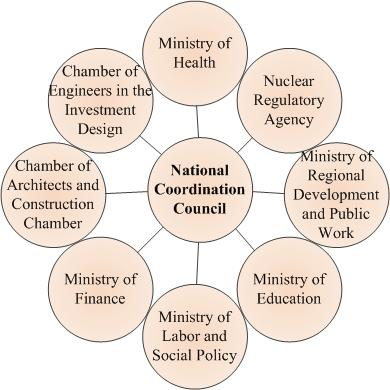 Ministry of
Health
Nuclear
Regulatory
Agency
Ministry of
Regional
Development
and Public
Work
Ministry of
Education
Ministry of
Labor and
Social Policy
Ministry of
Finance
Chamber of
Architects and
Construction
Chamber
Chamber of
Engineers in the
Investment
Design
National
Coordination
Council